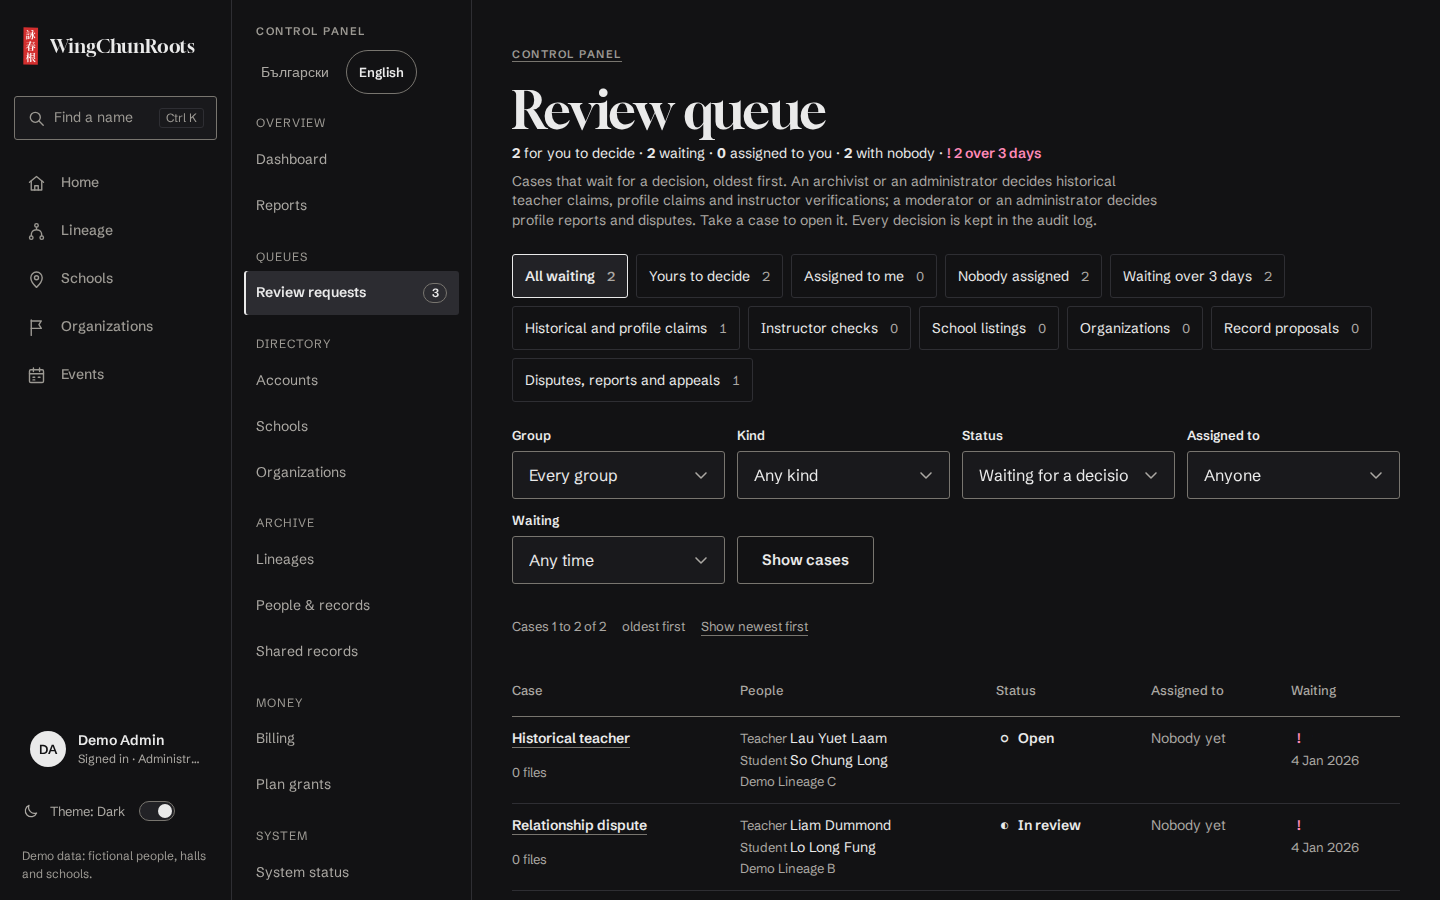 詠春根
WingChunRoots
Find a name
Ctrl K
Home
Lineage
Schools
Organizations
Events
DA
Demo Admin
Signed in · Administr...
Theme: Dark
Demo data: fictional people, halls
and schools.
CONTROL PANEL
Български
English
OVERVIEW
Dashboard
Reports
QUEUES
Review requests 3
DIRECTORY
Accounts
Schools
Organizations
ARCHIVE
Lineages
People & records
Shared records
MONEY
Billing
Plan grants
SYSTEM
System status
CONTROL PANEL
Review queue
2 for you to decide · 2 waiting · 0 assigned to you · 2 with nobody · ! 2 over 3 days
Cases that wait for a decision, oldest first. An archivist or an administrator decides historical
teacher claims, profile claims and instructor verifications; a moderator or an administrator decides
profile reports and disputes. Take a case to open it. Every decision is kept in the audit log.
All waiting 2 Yours to decide 2 Assigned to me 0 Nobody assigned 2 Waiting over 3 days 2
Historical and profile claims 1 Instructor checks 0 School listings 0 Organizations 0 Record proposals 0
Disputes, reports and appeals 1
Group Kind Status Assigned to
Every group Any kind Waiting for a decisio Anyone
Waiting
Any time Show cases
Cases 1 to 2 of 2 oldest first Show newest first
Case People Status Assigned to Waiting
Historical teacher Teacher Lau Yuet Laam Open Nobody yet !
Student So Chung Long 4 Jan 2026
0 files
Demo Lineage C
Relationship dispute Teacher Liam Dummond In review Nobody yet !
Student Lo Long Fung 4 Jan 2026
0 files
Demo Lineage B